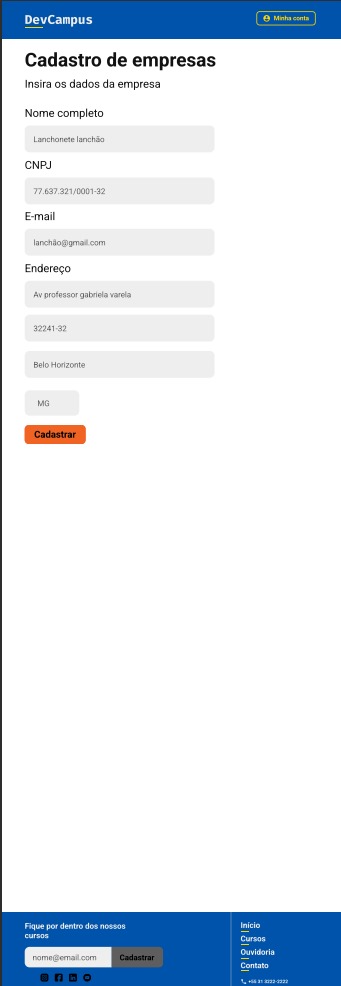 DevCampus
Minha conta
Cadastro de empresas
Insira os dados da empresa
Nome completo
Lanchonete lanchão
CNPJ
77.637.321/0001-32
E-mail
lanchão@gmail.com
Endereço
Av professor gabriela varela
32241-32
Belo Horizonte
MG
Cadastrar
Fique por dentro dos nossos
cursos
nome@email.com
Cadastrar
Início
Cursos
Ouvidoria
Contato
+55 31 3222-2222